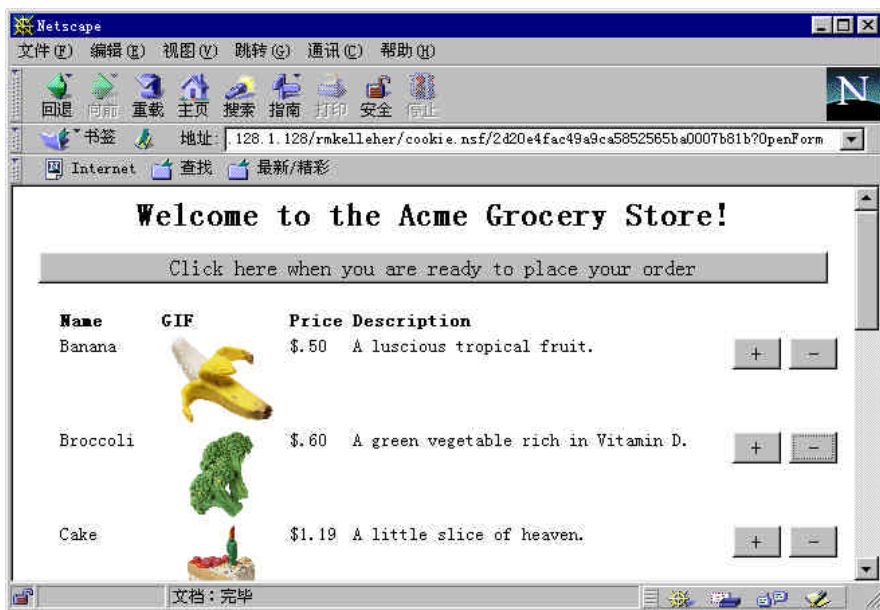 Netscape
文件(F) 编辑(E) 视图(V) 跳转(G) 通讯(C) 帮助(H)
回退 向前 重载 主页 搜索 指南 打印 安全 停止
N
书签 地址: .128.1.128/rmkelleher/cookie.nsf/2d20e4fac49a9ca5852565ba0007b81b?OpenForm
Internet 查找 最新/精彩
Welcome to the Acme Grocery Store!
Click here when you are ready to place your order
Name GIF Price Description
Banana $.50 A luscious tropical fruit. + -
Broccoli $.60 A green vegetable rich in Vitamin D. + -
Cake $1.19 A little slice of heaven. + -
文档：完毕